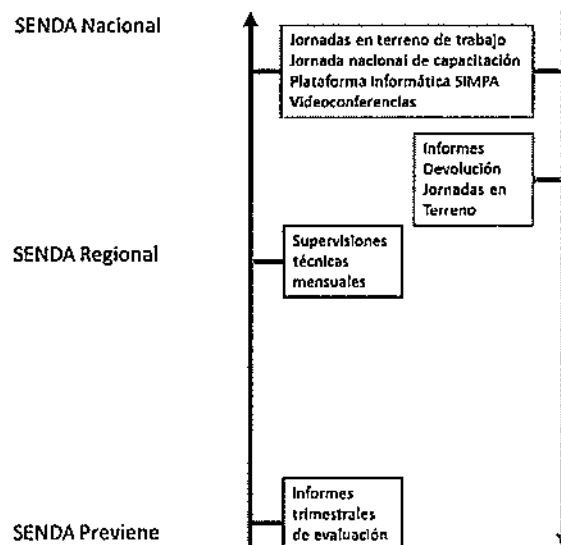 SENDA Nacional
Jornadas en terreno de trabajo
Jornada nacional de capacitación
Plataforma Informática SIMPA
Videoconferencias
Informes
Devolución
Jornadas en
Terreno
SENDA Regional
Supervisiones
técnicas
mensuales
Informes
trimestrales
de evaluación
SENDA Previene